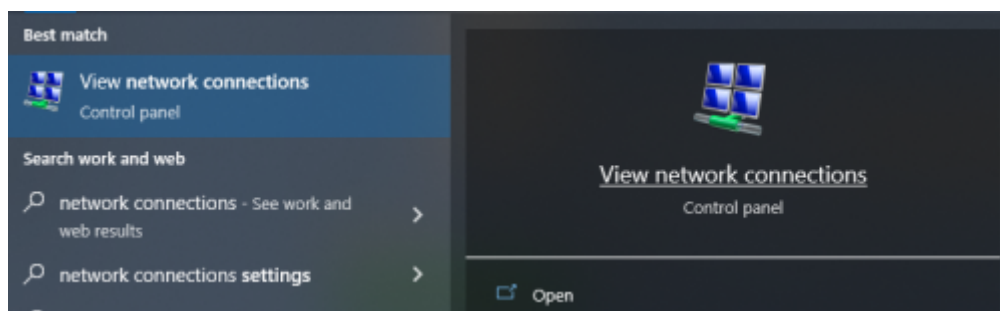 Best match
View network connections
Control panel
Search work and web
network connections - See work and
web results
network connections settings
View network connections
Control panel
Open